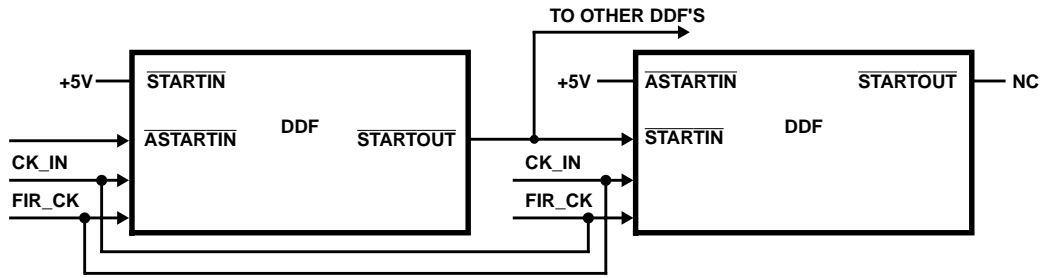 TO OTHER DDF'S
+5V
STARTIN
DDF
ASTARTIN
STARTOUT
CK_IN
FIR_CK
+5V
ASTARTIN
STARTOUT
NC
DDF
STARTIN
CK_IN
FIR_CK